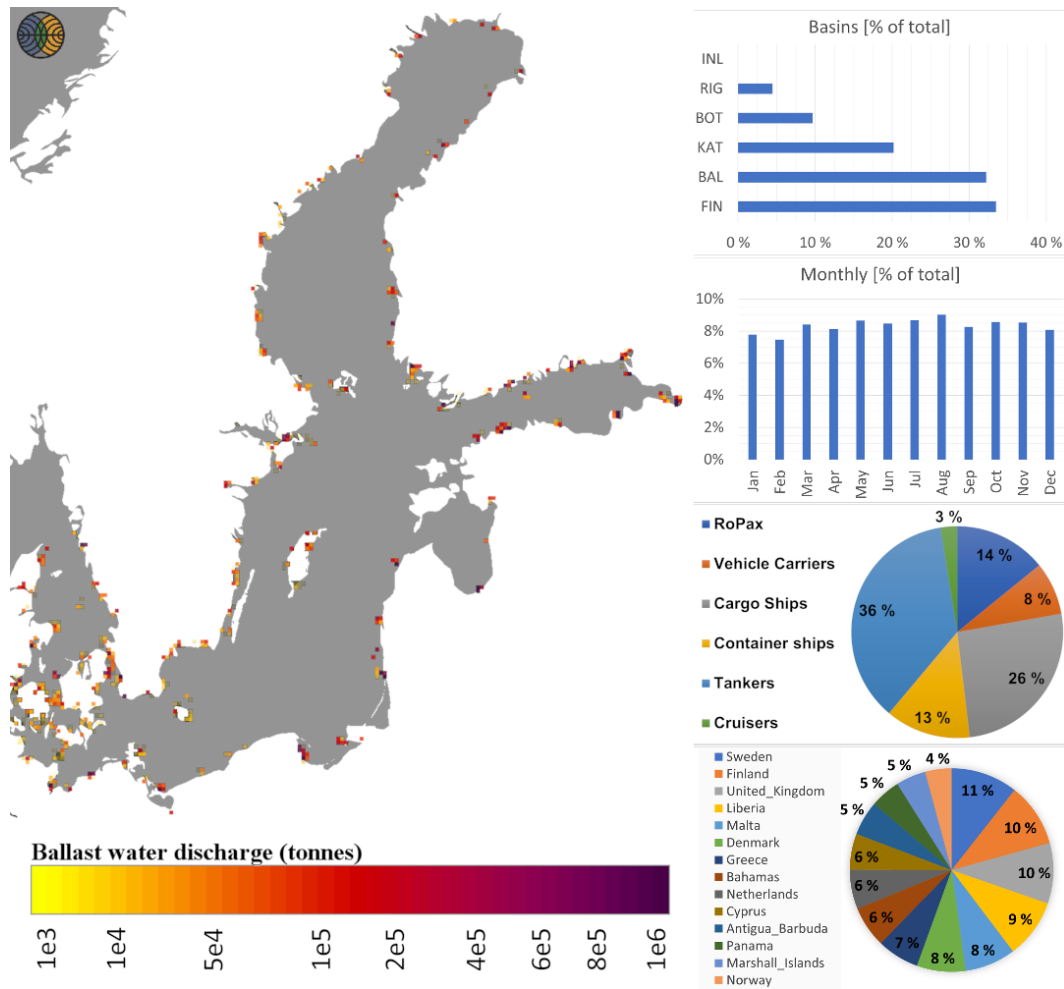 Basins [% of total]
INL
RIG
BOT
KAT
BAL
FIN
0 % 10 % 20 % 30 % 40 %
Monthly [% of total]
10%
8%
6%
4%
2%
0%
Jan Feb Mar Apr May Jun Jul Aug Sep Oct Nov Dec
RoPax
Vehicle Carriers
Cargo Ships
Container ships
Tankers
Cruisers
3 %
14 %
8 %
36 %
26 %
13 %
Sweden
Finland
United_Kingdom
Liberia
Malta
Denmark
Greece
Bahamas
Netherlands
Cyprus
Antigua_Barbuda
Panama
Marshall_Islands
Norway
11 %
10 %
10 %
9 %
8 %
8 %
7 %
6 %
6 %
6 %
5 %
5 %
5 %
4 %
Ballast water discharge (tonnes)
1e3 1e4 5e4 1e5 2e5 4e5 6e5 8e5 1e6